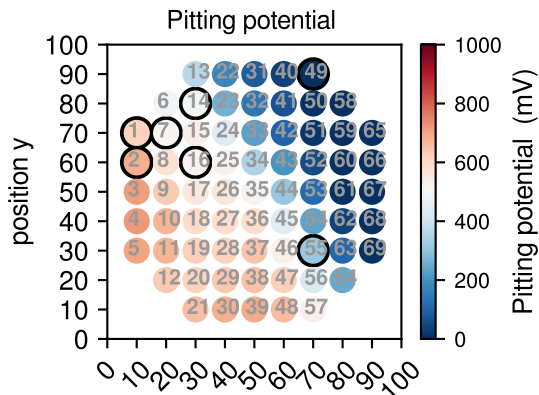 Pitting potential
100
90
80
70
60
50
40
30
20
10
0
position y
13 22 31 40 49
6 14 23 32 41 50 58
1 7 15 24 33 42 51 59 65
2 8 16 25 34 43 52 60 66
3 9 17 26 35 44 53 61 67
4 10 18 27 36 45 54 62 68
5 11 19 28 37 46 55 63 69
12 20 29 38 47 56 64
21 30 39 48 57
0 10 20 30 40 50 60 70 80 90 100
1000
800
600
400
200
0
Pitting potential (mV)